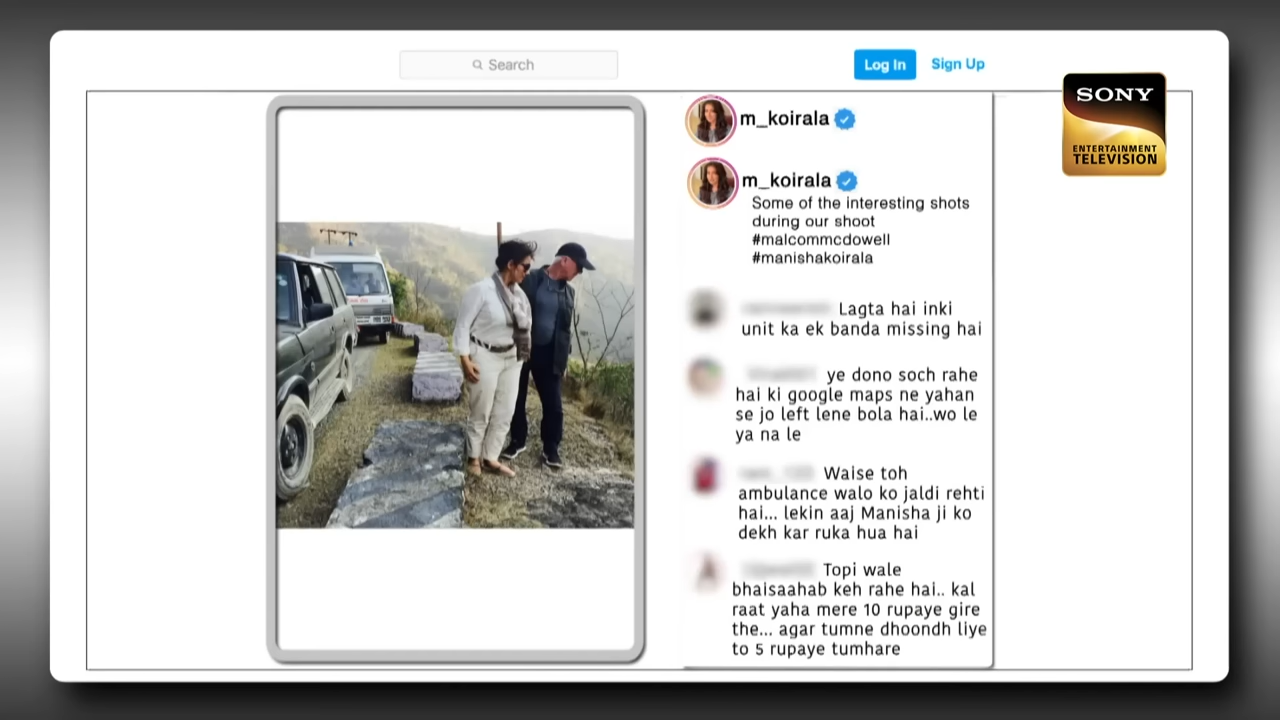 Search
Log In
Sign Up
SONY
ENTERTAINMENT
TELEVISION
m_koirala
m_koirala
Some of the interesting shots
during our shoot
#malcommcdowell
#manishakoirala
Lagta hai inki
unit ka ek banda missing hai
ye dono soch rahe
hai ki google maps ne yahan
se jo left lene bola hai..wo le
ya na le
Waise toh
ambulance walo ko jaldi rehti
hai... lekin aaj Manisha ji ko
dekh kar ruka hua hai
Topi wale
bhaisaahab keh rahe hai.. kal
raat yaha mere 10 rupaye gire
the... agar tumne dhoondh liye
to 5 rupaye tumhare